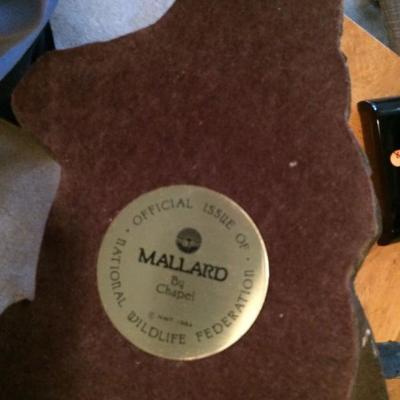 OFFICIAL ISSUE OF
MALLARD
By
Chapel
NATIONAL WILDLIFE FEDERATION